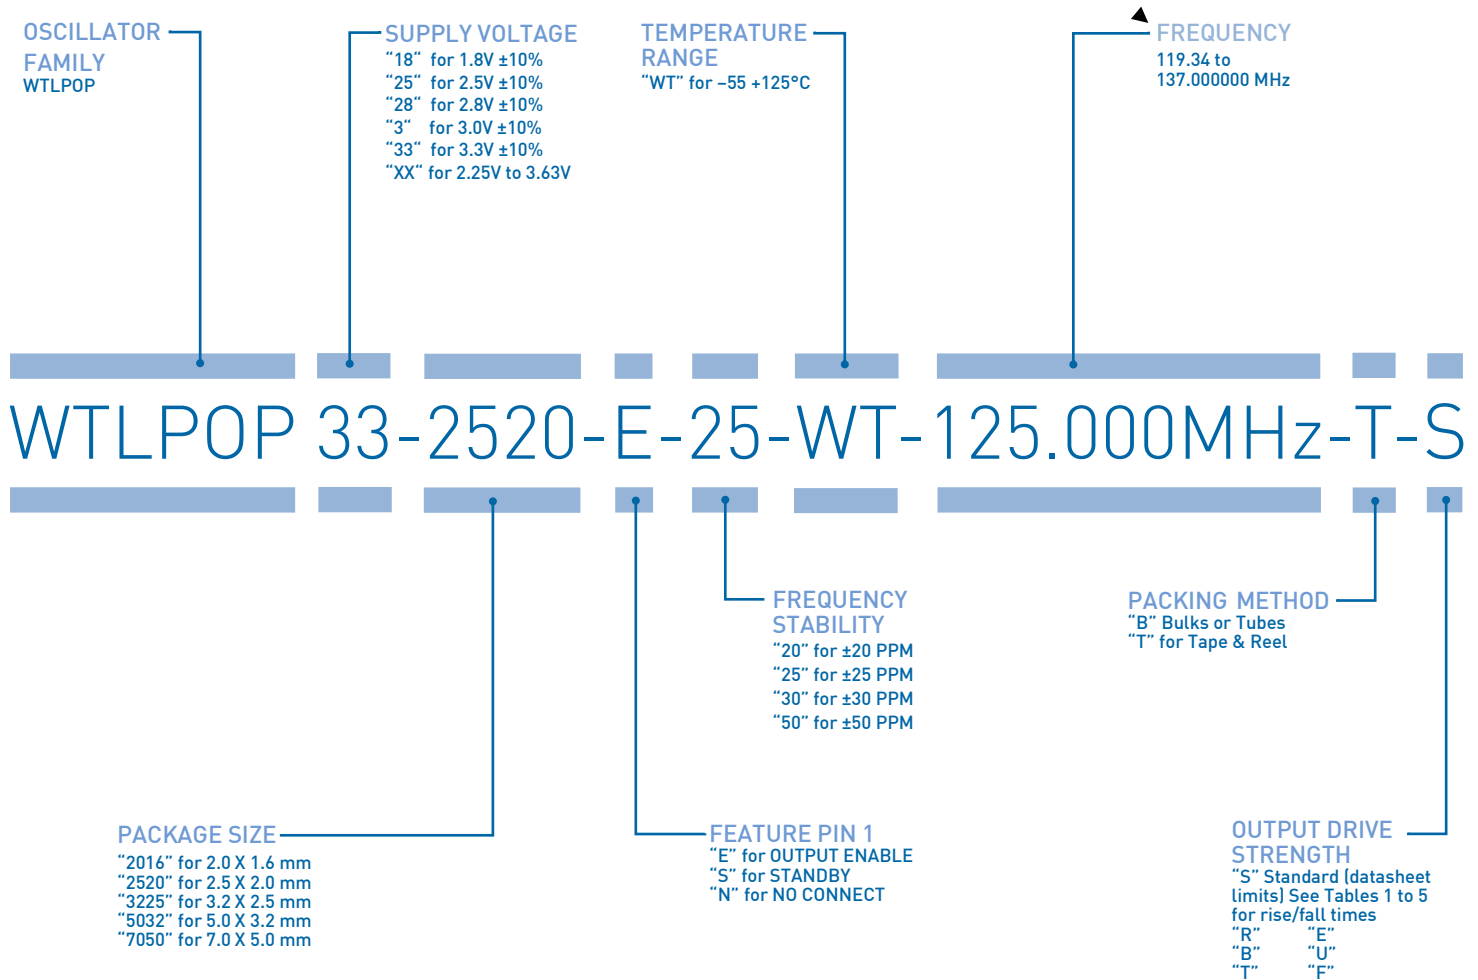 OSCILLATOR
FAMILY
WTLPOP
SUPPLY VOLTAGE
“18“ for 1.8V ±10%
“25“ for 2.5V ±10%
“28“ for 2.8V ±10%
“3“ for 3.0V ±10%
“33“ for 3.3V ±10%
“XX“ for 2.25V to 3.63V
TEMPERATURE
RANGE
“WT” for −55 +125°C
FREQUENCY
119.34 to
137.000000 MHz
WTLPOP 33-2520-E-25-WT-125.000MHz-T-S
FREQUENCY
STABILITY
“20” for ±20 PPM
“25” for ±25 PPM
“30” for ±30 PPM
“50” for ±50 PPM
PACKING METHOD
“B” Bulks or Tubes
“T” for Tape & Reel
PACKAGE SIZE
“2016” for 2.0 X 1.6 mm
“2520” for 2.5 X 2.0 mm
“3225” for 3.2 X 2.5 mm
“5032” for 5.0 X 3.2 mm
“7050” for 7.0 X 5.0 mm
FEATURE PIN 1
“E” for OUTPUT ENABLE
“S” for STANDBY
“N” for NO CONNECT
OUTPUT DRIVE
STRENGTH
“S” Standard (datasheet
limits) See Tables 1 to 5
for rise/fall times
“R” “E”
“B” “U”
“T” “F”